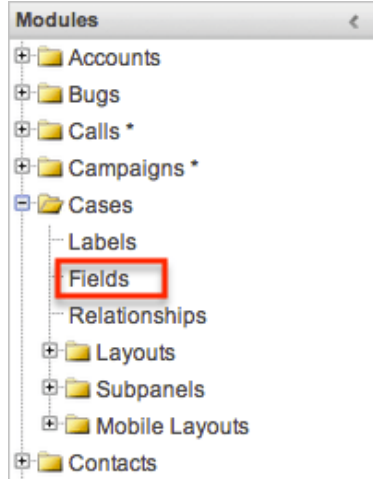 Modules
Accounts
Bugs
Calls *
Campaigns *
Cases
Labels
Fields
Relationships
Layouts
Subpanels
Mobile Layouts
Contacts